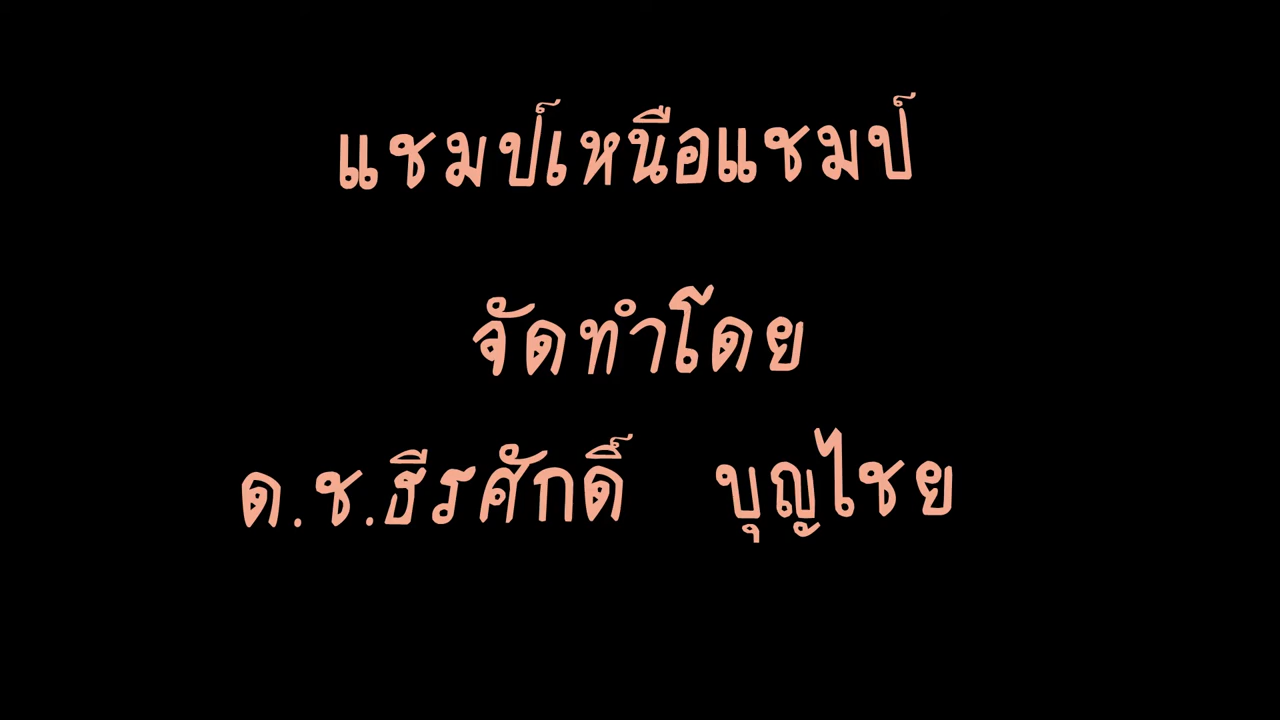 แชมป์เหนือแชมป์
จัดทำโดย
ด.ช.ธีรศักดิ์ บุญไชย